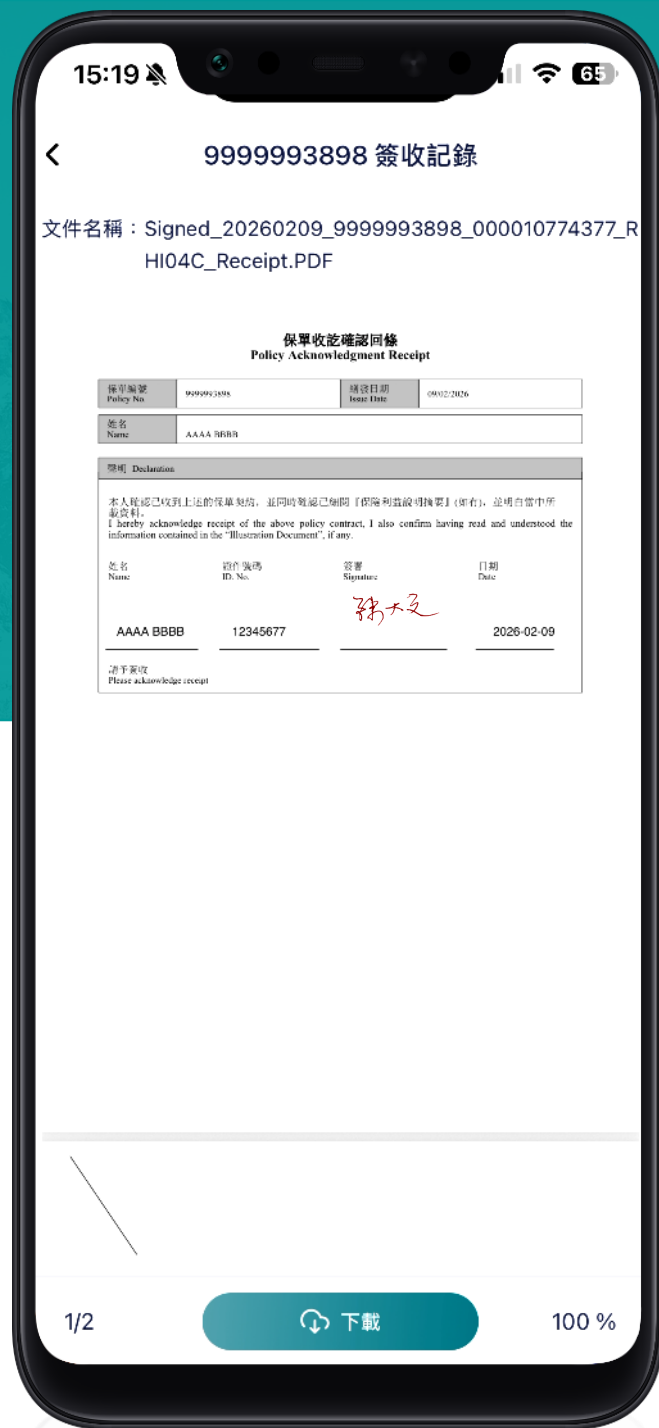 15:19
65
9999993898 簽收記錄
文件名稱：Signed_20260209_9999993898_000010774377_R
HI04C_Receipt.PDF
保單收訖確認回條
Policy Acknowledgment Receipt
保單編號 9999993898 繕發日期 09/02/2026
Policy No. Issue Date
姓名
Name AAAA BBBB
聲明 Declaration
本人確認已收到上述的保單契約，並同時確認已細閱『保險利益說明摘要』(如有)，並明白當中所
載資料。
I hereby acknowledge receipt of the above policy contract, I also confirm having read and understood the
information contained in the "Illustration Document", if any.
姓名 證件號碼 簽署 日期
Name ID. No. Signature Date
張大文
AAAA BBBB 12345677 2026-02-09
請予簽收
Please acknowledge receipt
1/2 下載 100 %